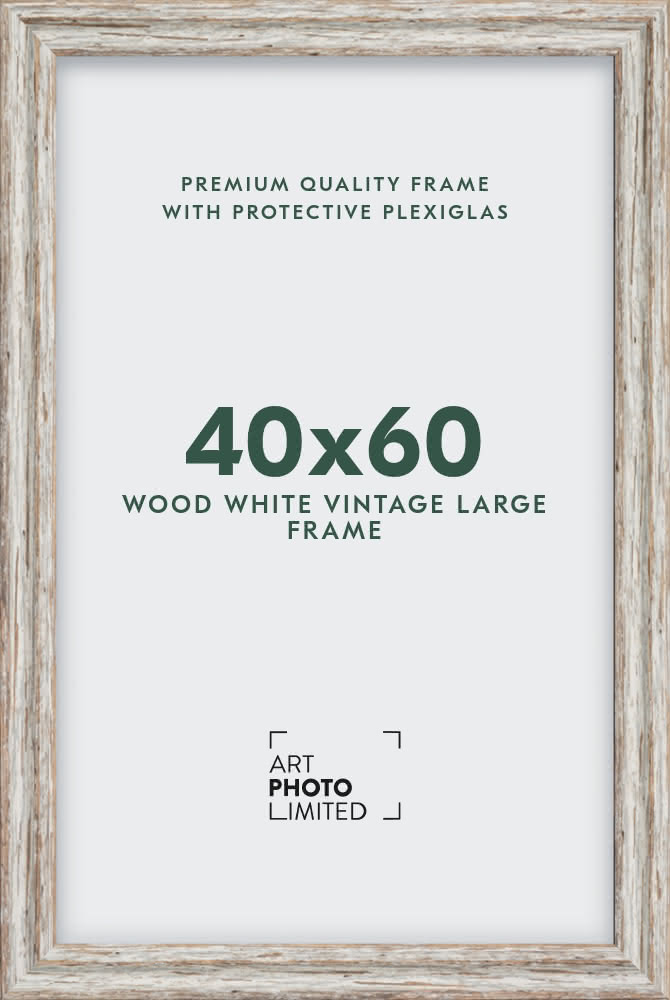 PREMIUM QUALITY FRAME
WITH PROTECTIVE PLEXIGLAS
40x60
WOOD WHITE VINTAGE LARGE
FRAME
ART
PHOTO
LIMITED